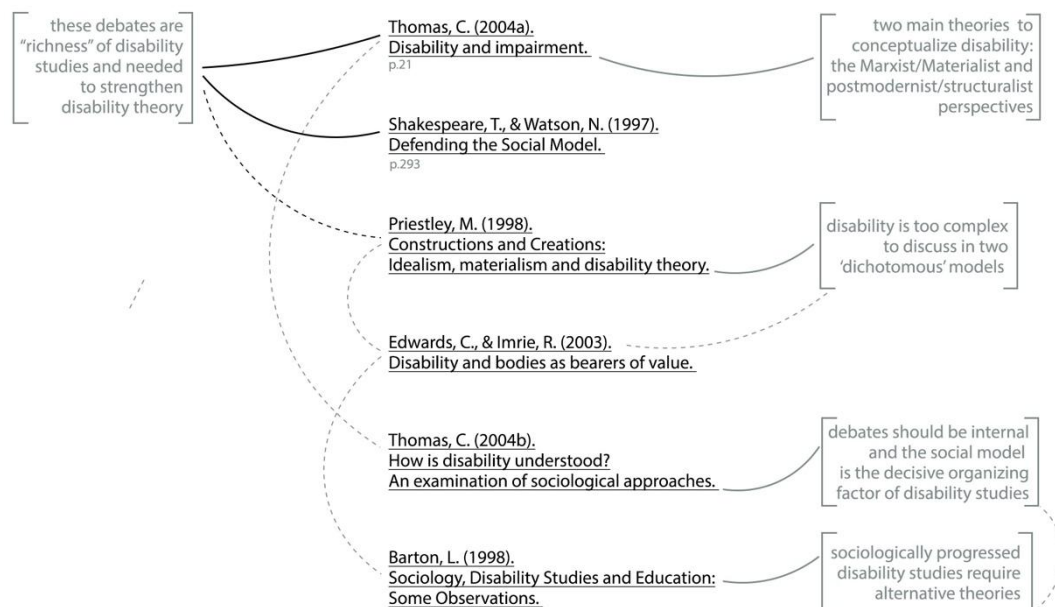 these debates are
“richness” of disability
studies and needed
to strengthen
disability theory
Thomas, C. (2004a).
Disability and impairment.
p.21
two main theories to
conceptualize disability:
the Marxist/Materialist and
postmodernist/structuralist
perspectives
Shakespeare, T., & Watson, N. (1997).
Defending the Social Model.
p.293
Priestley, M. (1998).
Constructions and Creations:
Idealism, materialism and disability theory.
disability is too complex
to discuss in two
‘dichotomous’ models
Edwards, C., & Imrie, R. (2003).
Disability and bodies as bearers of value.
Thomas, C. (2004b).
How is disability understood?
An examination of sociological approaches.
debates should be internal
and the social model
is the decisive organizing
factor of disability studies
Barton, L. (1998).
Sociology, Disability Studies and Education:
Some Observations.
sociologically progressed
disability studies require
alternative theories